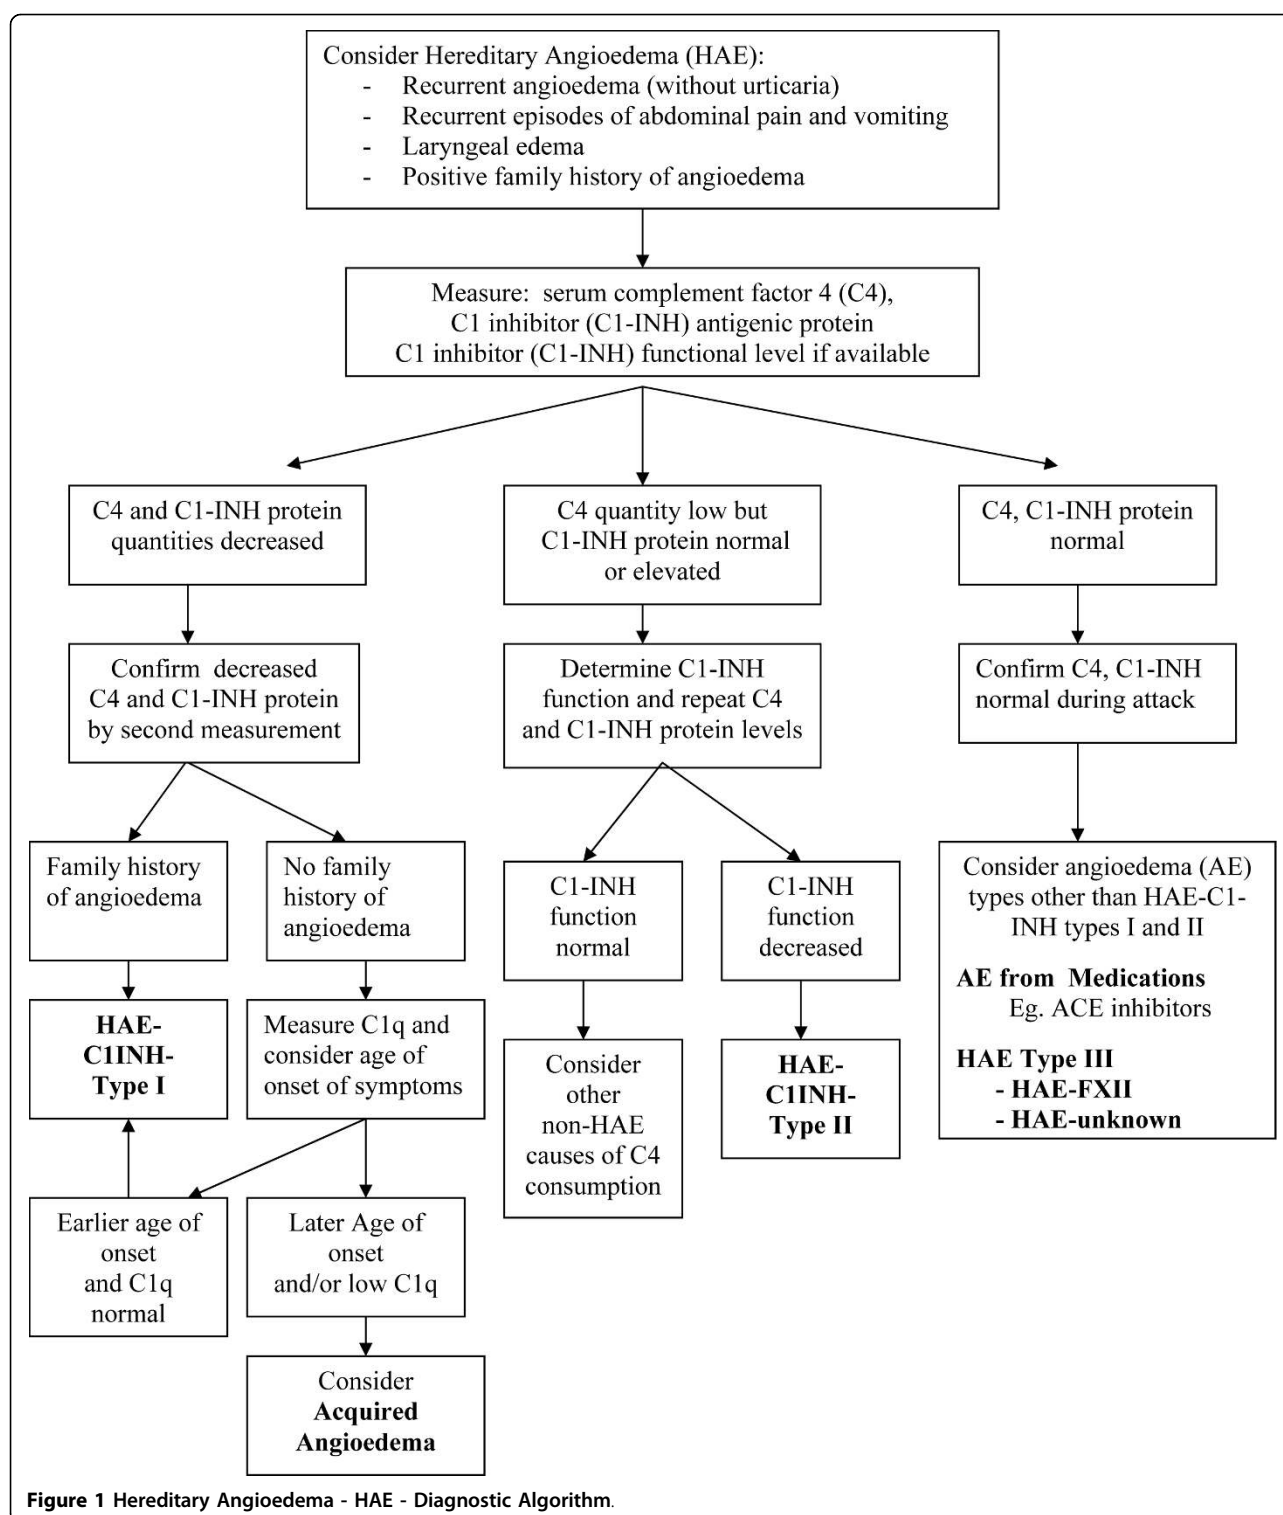 Consider Hereditary Angioedema (HAE):
- Recurrent angioedema (without urticaria)
- Recurrent episodes of abdominal pain and vomiting
- Laryngeal edema
- Positive family history of angioedema
Measure: serum complement factor 4 (C4),
C1 inhibitor (C1-INH) antigenic protein
C1 inhibitor (C1-INH) functional level if available
C4 and C1-INH protein
quantities decreased
C4 quantity low but
C1-INH protein normal
or elevated
C4, C1-INH protein
normal
Confirm decreased
C4 and C1-INH protein
by second measurement
Determine C1-INH
function and repeat C4
and C1-INH protein levels
Confirm C4, C1-INH
normal during attack
Family history
of angioedema
No family
history of
angioedema
C1-INH
function
normal
C1-INH
function
decreased
Consider angioedema (AE)
types other than HAE-C1-
INH types I and II
AE from Medications
Eg. ACE inhibitors
HAE Type III
- HAE-FXII
- HAE-unknown
HAE-
C1INH-
Type I
Measure C1q and
consider age of
onset of symptoms
Consider
other
non-HAE
causes of C4
consumption
HAE-
C1INH-
Type II
Earlier age of
onset
and C1q
normal
Later Age of
onset
and/or low C1q
Consider
Acquired
Angioedema
Figure 1 Hereditary Angioedema - HAE - Diagnostic Algorithm.